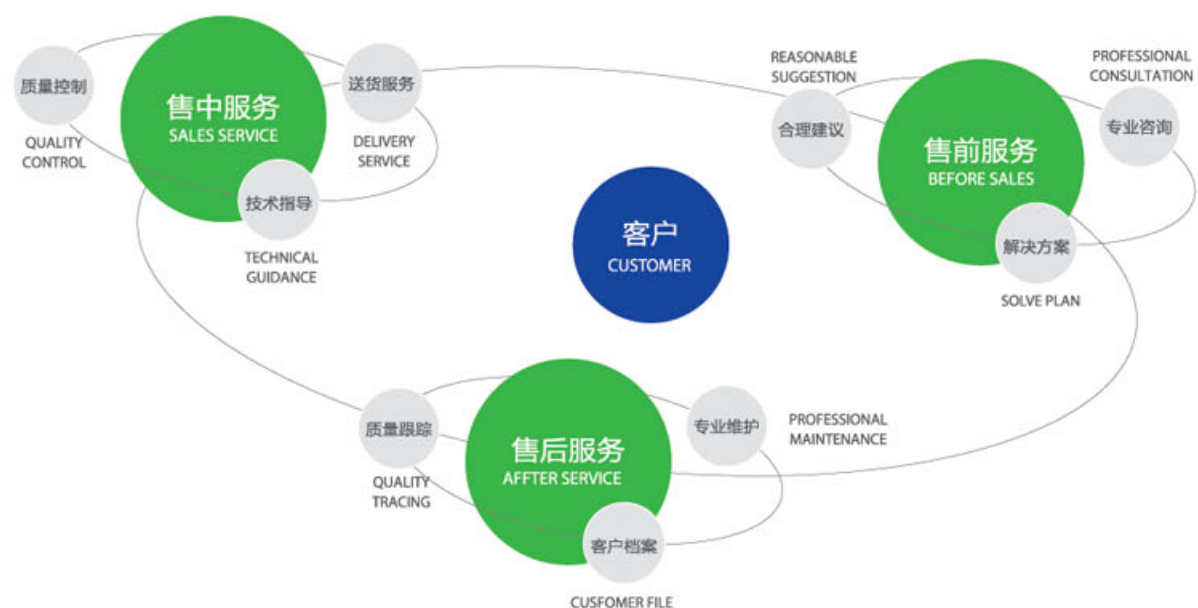 质量控制
QUALITY
CONTROL
售中服务
SALES SERVICE
送货服务
DELIVERY
SERVICE
技术指导
TECHNICAL
GUIDANCE
REASONABLE
SUGGESTION
合理建议
PROFESSIONAL
CONSULTATION
专业咨询
售前服务
BEFORE SALES
解决方案
SOLVE PLAN
客户
CUSTOMER
质量跟踪
QUALITY
TRACING
售后服务
AFFTER SERVICE
专业维护
PROFESSIONAL
MAINTENANCE
客户档案
CUSFOMER FILE